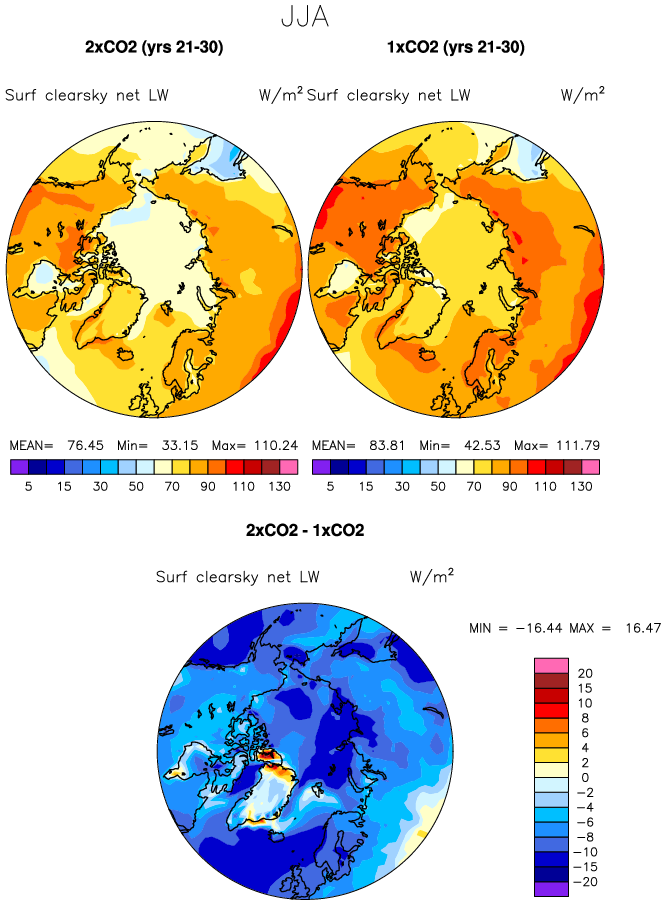 JJA
2xCO2 (yrs 21-30) 1xCO2 (yrs 21-30)
Surf clearsky net LW W/m² Surf clearsky net LW W/m²
MEAN= 76.45 Min= 33.15 Max= 110.24 MEAN= 83.81 Min= 42.53 Max= 111.79
5 15 30 50 70 90 110 130 5 15 30 50 70 90 110 130
2xCO2 - 1xCO2
Surf clearsky net LW W/m²
MIN = −16.44 MAX = 16.47
20
15
10
8
6
4
2
0
−2
−4
−6
−8
−10
−15
−20